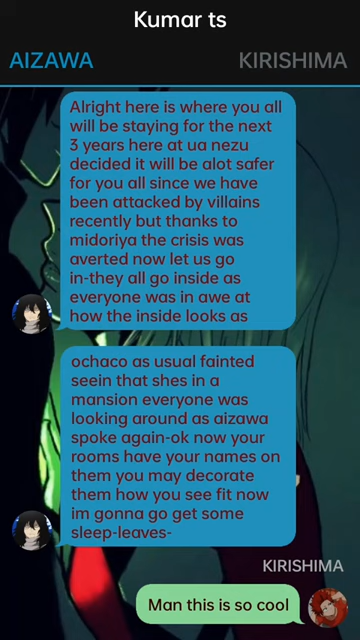 Kumar ts
AIZAWA
KIRISHIMA
Alright here is where you all
will be staying for the next
3 years here at ua nezu
decided it will be alot safer
for you all since we have
been attacked by villains
recently but thanks to
midoriya the crisis was
averted now let us go
in-they all go inside as
everyone was in awe at
how the inside looks as
ochaco as usual fainted
seein that shes in a
mansion everyone was
looking around as aizawa
spoke again-ok now your
rooms have your names on
them you may decorate
them how you see fit now
im gonna go get some
sleep-leaves-
KIRISHIMA
Man this is so cool